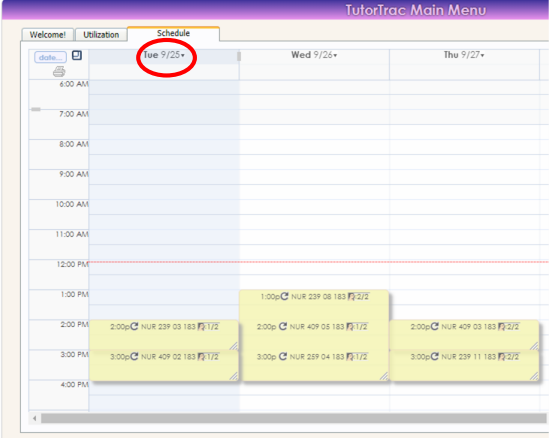 TutorTrac Main Menu
Welcome! Utilization Schedule
date... Tue 9/25 Wed 9/26 Thu 9/27
6:00 AM
7:00 AM
8:00 AM
9:00 AM
10:00 AM
11:00 AM
12:00 PM
1:00 PM 1:00p NUR 239 08 183 2/2
2:00 PM 2:00p NUR 239 03 183 1/2 2:00p NUR 409 05 183 1/2 2:00p NUR 409 03 183 2/2
3:00 PM 3:00p NUR 409 02 183 1/2 3:00p NUR 259 04 183 1/2 3:00p NUR 239 11 183 2/2
4:00 PM